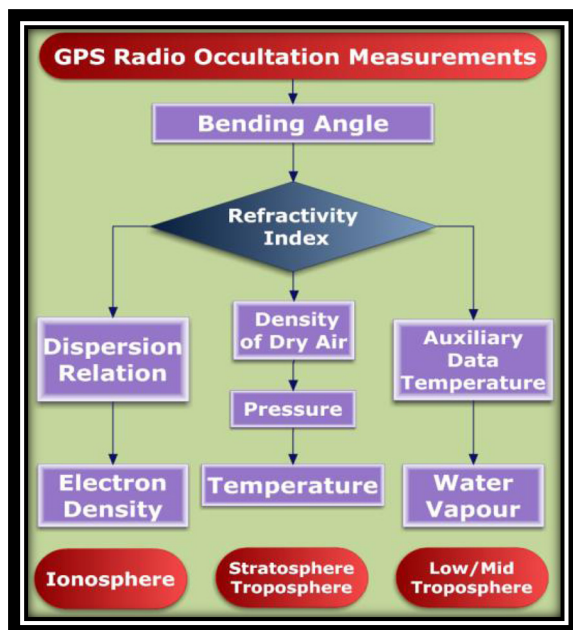 GPS Radio Occultation Measurements
Bending Angle
Refractivity
Index
Dispersion
Relation
Density
of Dry Air
Auxiliary
Data
Temperature
Pressure
Electron
Density
Temperature
Water
Vapour
Ionosphere
Stratosphere
Troposphere
Low/Mid
Troposphere